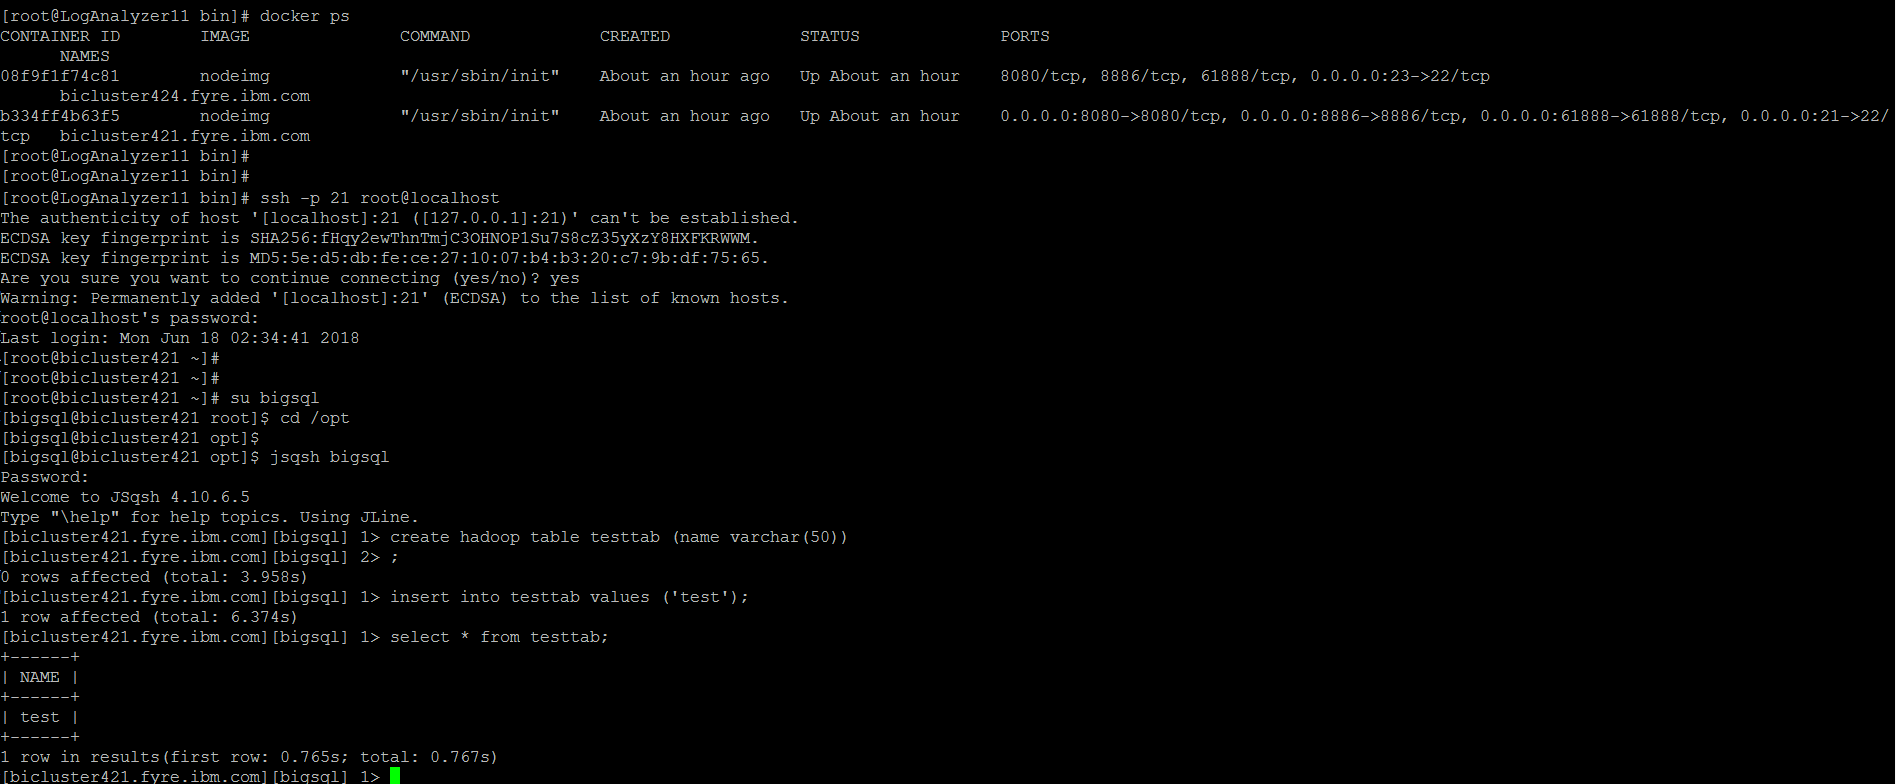 [root@LogAnalyzer11 bin]# docker ps
CONTAINER ID        IMAGE               COMMAND             CREATED             STATUS              PORTS
      NAMES
08f9f1f74c81        nodeimg             "/usr/sbin/init"    About an hour ago   Up About an hour    8080/tcp, 8886/tcp, 61888/tcp, 0.0.0.0:23->22/tcp
      bicluster424.fyre.ibm.com
b334ff4b63f5        nodeimg             "/usr/sbin/init"    About an hour ago   Up About an hour    0.0.0.0:8080->8080/tcp, 0.0.0.0:8886->8886/tcp, 0.0.0.0:61888->61888/tcp, 0.0.0.0:21->22/
tcp   bicluster421.fyre.ibm.com
[root@LogAnalyzer11 bin]#
[root@LogAnalyzer11 bin]#
[root@LogAnalyzer11 bin]# ssh -p 21 root@localhost
The authenticity of host '[localhost]:21 ([127.0.0.1]:21)' can't be established.
ECDSA key fingerprint is SHA256:fHqy2ewThnTmjC3OHNOP1Su7S8cZ35yXzY8HXFKRWWM.
ECDSA key fingerprint is MD5:5e:d5:db:fe:ce:27:10:07:b4:b3:20:c7:9b:df:75:65.
Are you sure you want to continue connecting (yes/no)? yes
Warning: Permanently added '[localhost]:21' (ECDSA) to the list of known hosts.
root@localhost's password:
Last login: Mon Jun 18 02:34:41 2018
[root@bicluster421 ~]#
[root@bicluster421 ~]#
[root@bicluster421 ~]# su bigsql
[bigsql@bicluster421 root]$ cd /opt
[bigsql@bicluster421 opt]$
[bigsql@bicluster421 opt]$ jsqsh bigsql
Password:
Welcome to JSqsh 4.10.6.5
Type "\help" for help topics. Using JLine.
[bicluster421.fyre.ibm.com][bigsql] 1> create hadoop table testtab (name varchar(50))
[bicluster421.fyre.ibm.com][bigsql] 2> ;
0 rows affected (total: 3.958s)
[bicluster421.fyre.ibm.com][bigsql] 1> insert into testtab values ('test');
1 row affected (total: 6.374s)
[bicluster421.fyre.ibm.com][bigsql] 1> select * from testtab;
+------+
| NAME |
+------+
| test |
+------+
1 row in results(first row: 0.765s; total: 0.767s)
[bicluster421.fyre.ibm.com][bigsql] 1>